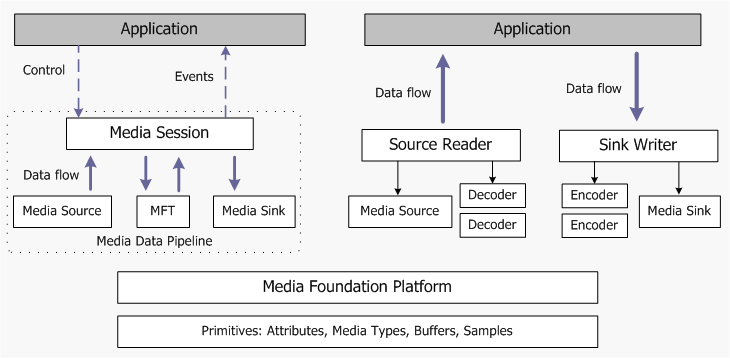 Application
Control
Events
Media Session
Data flow
Media Source
MFT
Media Sink
Media Data Pipeline
Application
Data flow
Data flow
Source Reader
Sink Writer
Media Source
Decoder
Decoder
Encoder
Encoder
Media Sink
Media Foundation Platform
Primitives: Attributes, Media Types, Buffers, Samples